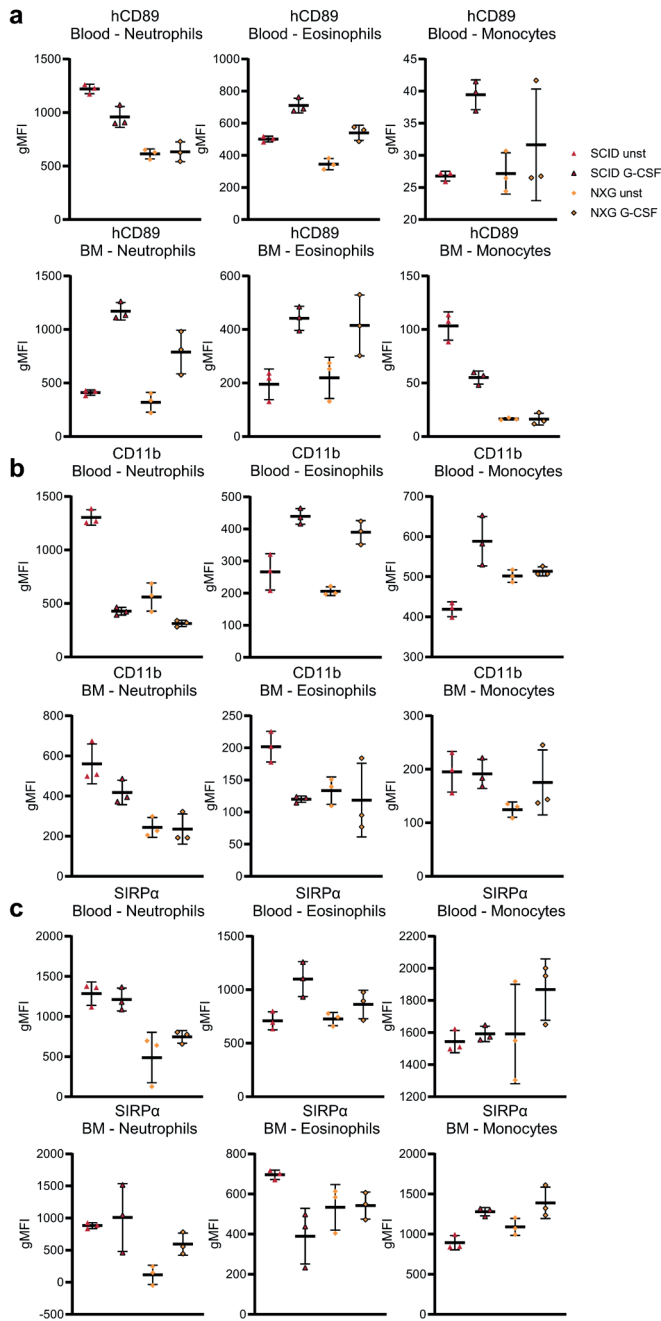 a
hCD89
Blood - Neutrophils
hCD89
Blood - Eosinophils
hCD89
Blood - Monocytes
gMFI
1500
1000
500
0
gMFI
1000
800
600
400
200
0
gMFI
45
40
35
30
25
20
SCID unst
SCID G-CSF
NXG unst
NXG G-CSF
hCD89
BM - Neutrophils
hCD89
BM - Eosinophils
hCD89
BM - Monocytes
gMFI
1500
1000
500
0
gMFI
600
400
200
0
gMFI
150
100
50
0
b
CD11b
Blood - Neutrophils
CD11b
Blood - Eosinophils
CD11b
Blood - Monocytes
gMFI
1500
1000
500
0
gMFI
500
400
300
200
100
0
gMFI
700
600
500
400
300
CD11b
BM - Neutrophils
CD11b
BM - Eosinophils
CD11b
BM - Monocytes
gMFI
800
600
400
200
0
gMFI
250
200
150
100
50
0
gMFI
300
200
100
0
c
SIRPα
Blood - Neutrophils
SIRPα
Blood - Eosinophils
SIRPα
Blood - Monocytes
gMFI
2000
1500
1000
500
0
gMFI
1500
1000
500
0
gMFI
2200
2000
1800
1600
1400
1200
SIRPα
BM - Neutrophils
SIRPα
BM - Eosinophils
SIRPα
BM - Monocytes
gMFI
2000
1500
1000
500
0
-500
gMFI
800
600
400
200
0
gMFI
2000
1500
1000
500
0